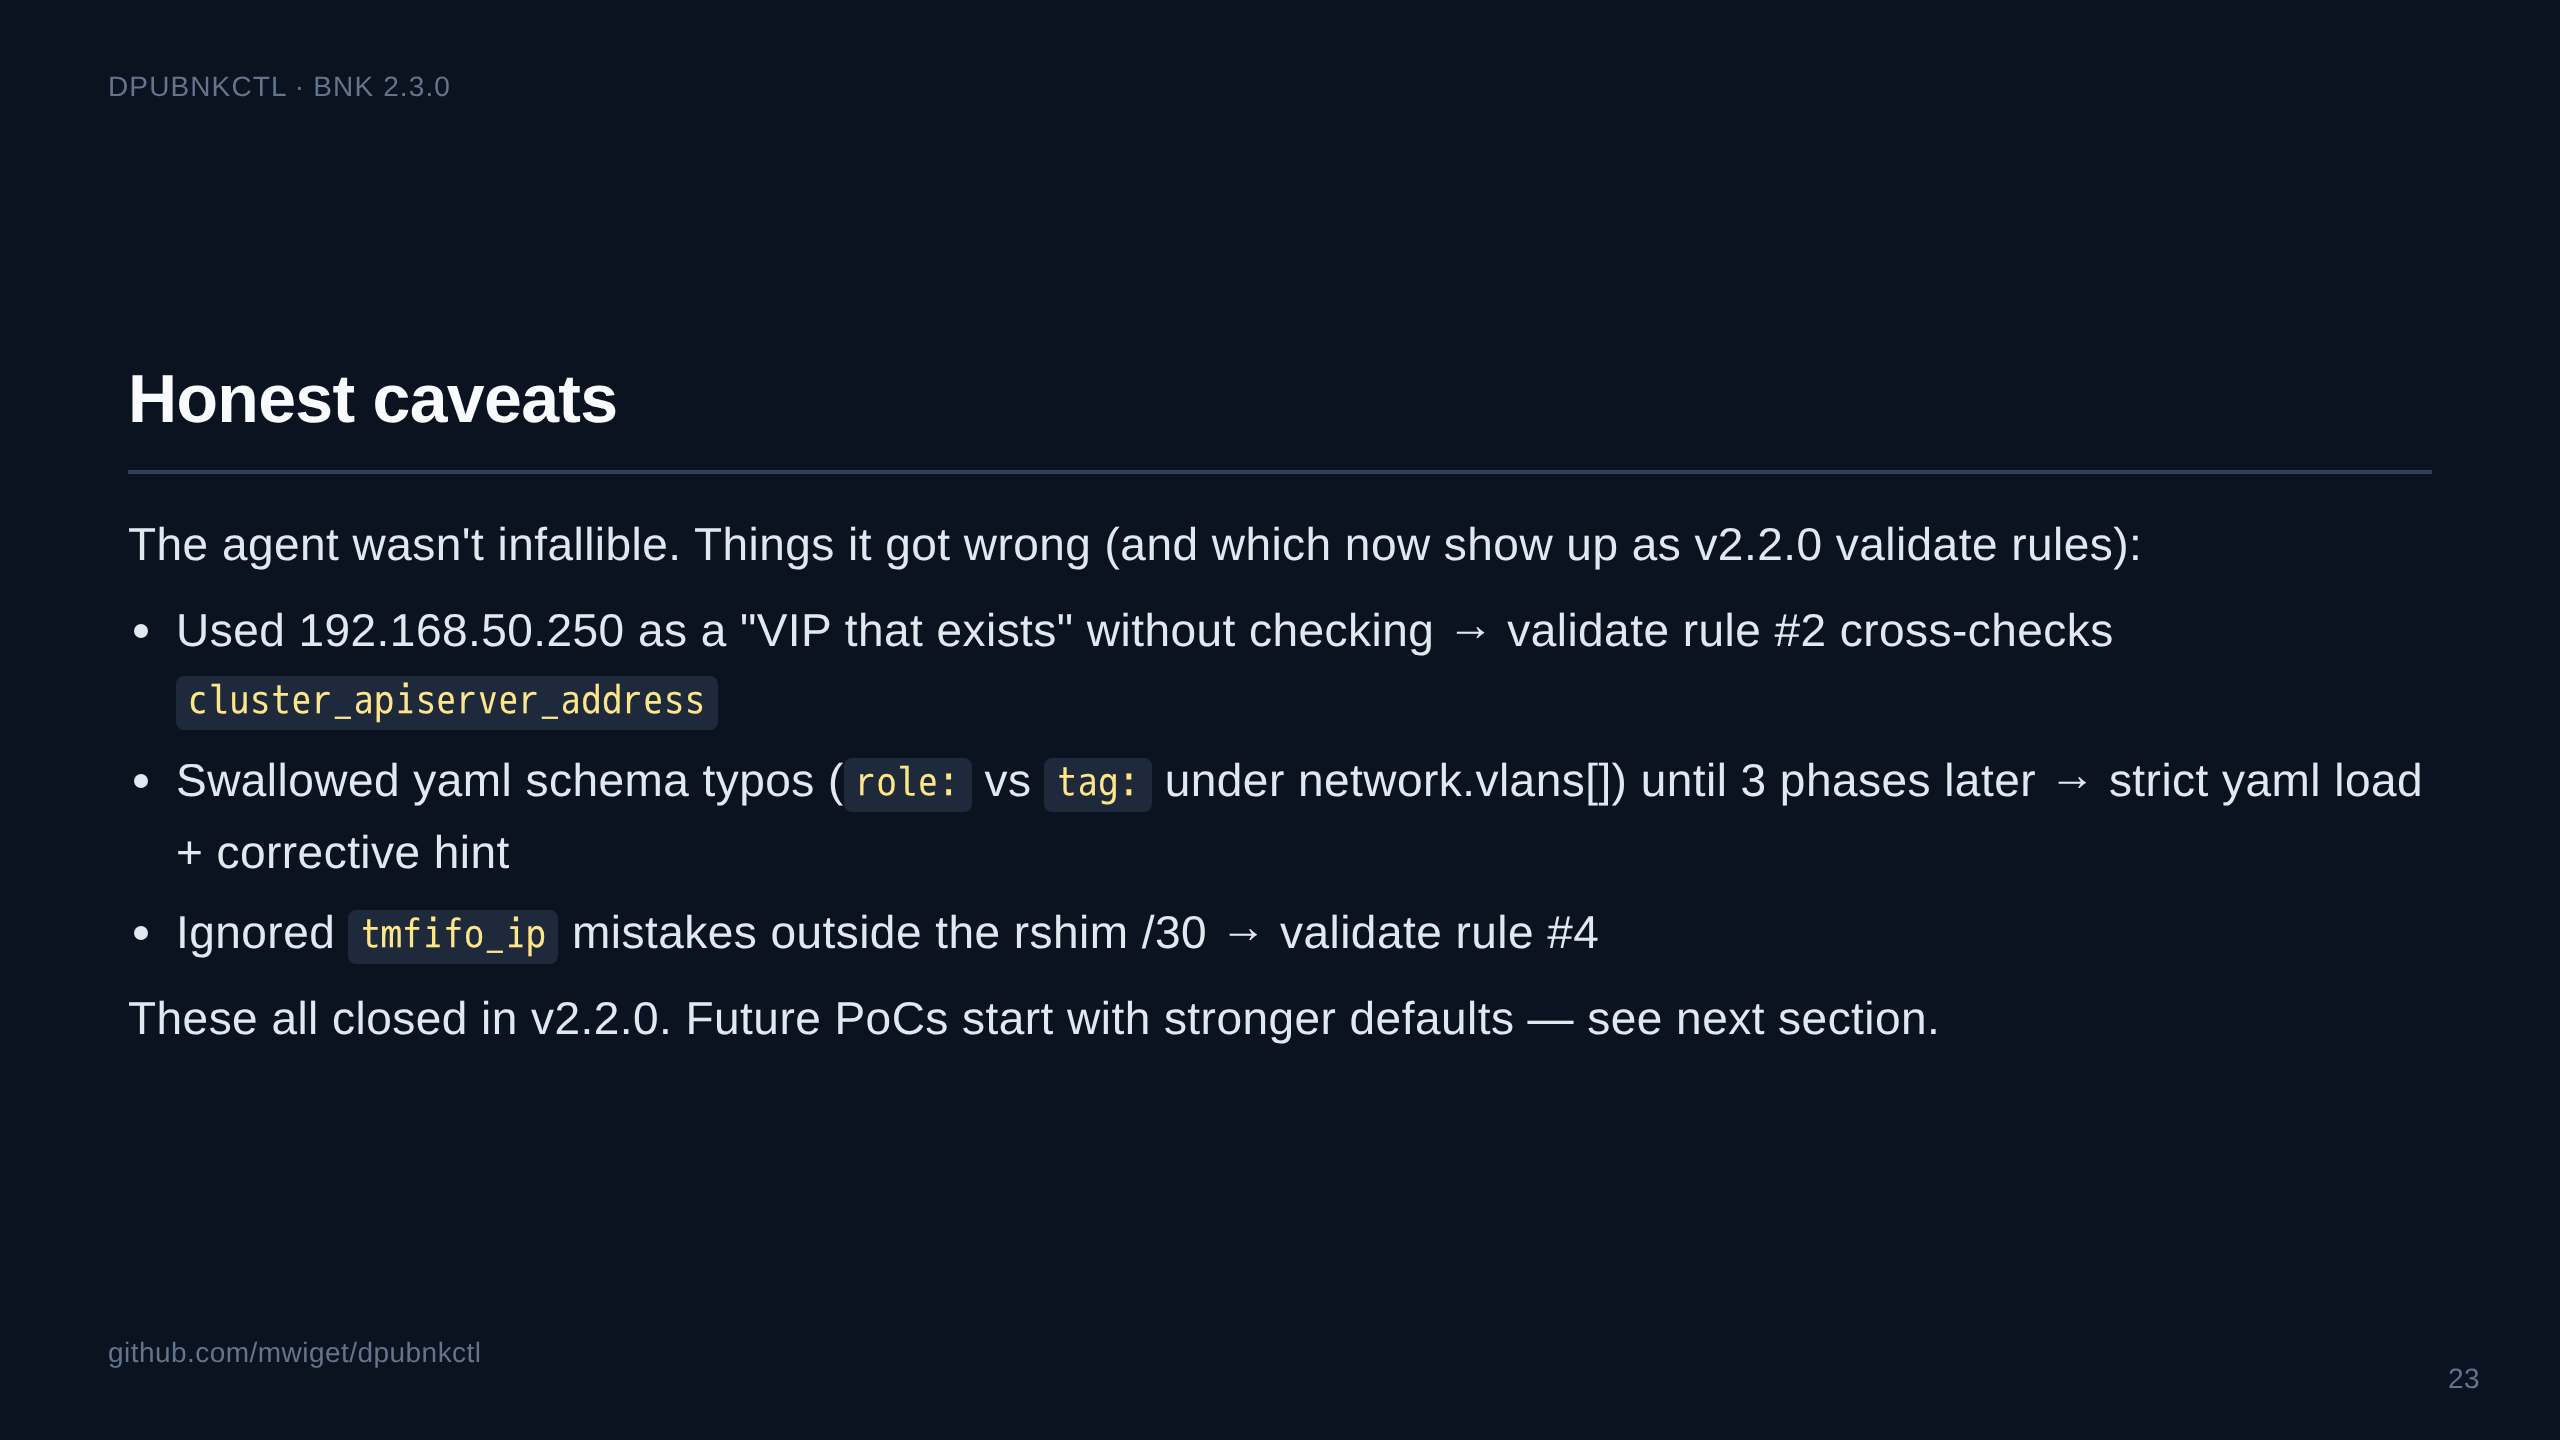 DPUBNKCTL · BNK 2.3.0
Honest caveats
The agent wasn't infallible. Things it got wrong (and which now show up as v2.2.0 validate rules):
• Used 192.168.50.250 as a "VIP that exists" without checking → validate rule #2 cross-checks
cluster_apiserver_address
• Swallowed yaml schema typos (role: vs tag: under network.vlans[]) until 3 phases later → strict yaml load
+ corrective hint
• Ignored tmfifo_ip mistakes outside the rshim /30 → validate rule #4
These all closed in v2.2.0. Future PoCs start with stronger defaults — see next section.
github.com/mwiget/dpubnkctl
23